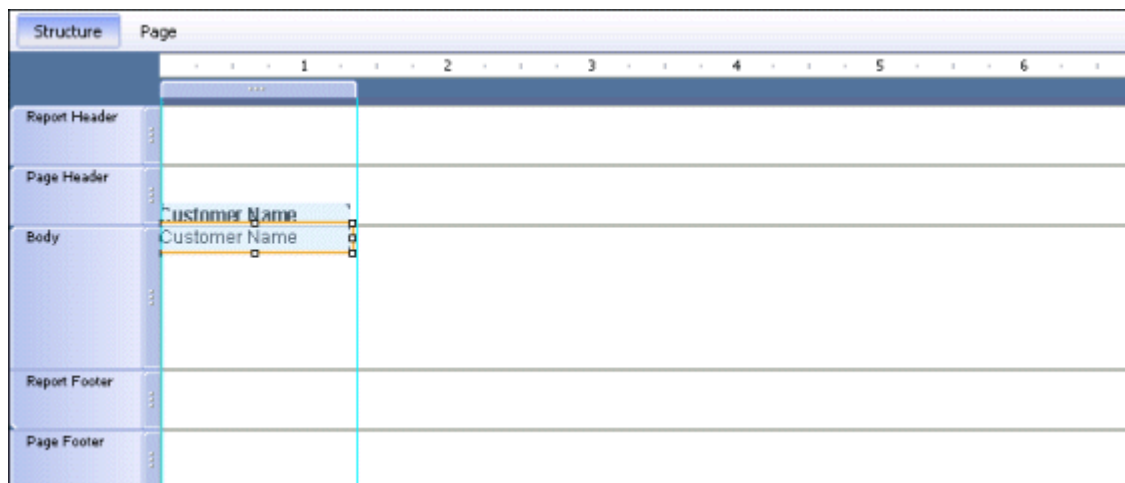 Structure Page
1 2 3 4 5 6
Report Header
Page Header
Customer Name
Body Customer Name
Report Footer
Page Footer